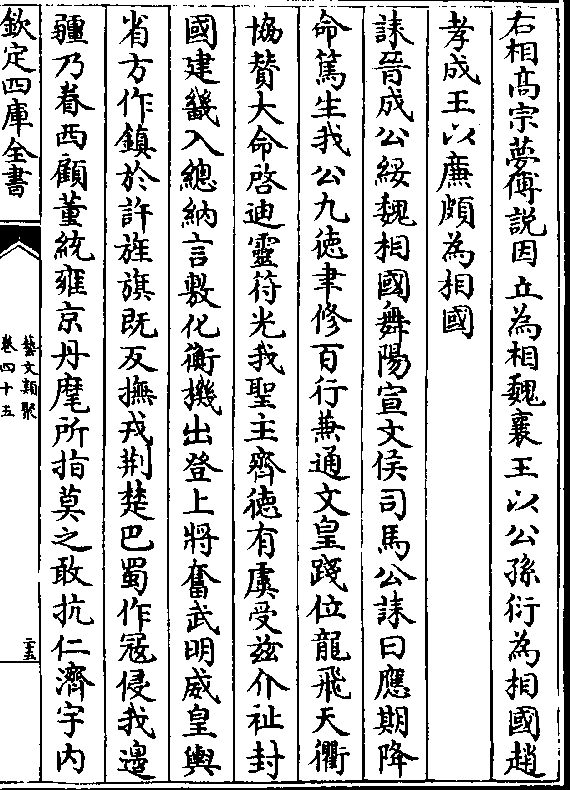 右相髙宗夢傅説因立為相魏襄王以公孫衍為相國趙
孝成王以廉頗為相國
誄晉成公綏魏相國舞陽宣文侯司馬公誄曰應期降
命篤生我公九徳聿修百行兼通文皇踐位龍飛天衢
協賛大命啓迪靈符光我聖主齊徳有虞受兹介祉封
國建畿入總納言敷化衡機出登上將奮武明威皇輿
省方作鎮於許旌旗既反撫戎荆楚巴蜀作冦侵我邉
疆乃眷西顧董統雍京丹麾所指莫之敢抗仁濟宇内
欽定四庫全書
藝文類聚
卷四十五